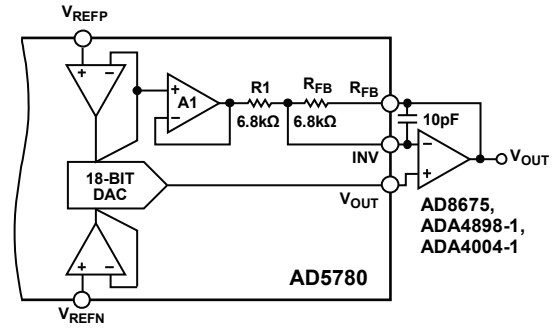 VREFP
A1
R1
6.8kΩ
RFB
6.8kΩ
RFB
10pF
INV
18-BIT
DAC
VOUT
VOUT
AD8675,
ADA4898-1,
ADA4004-1
AD5780
VREFN